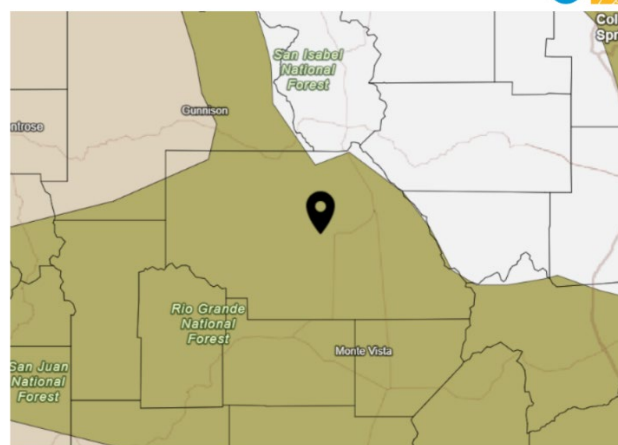 Col
Spr
San Isabel
National
Forest
Gunnison
ntrose
Rio Grande
National
Forest
Monte Vista
San Juan
National
Forest